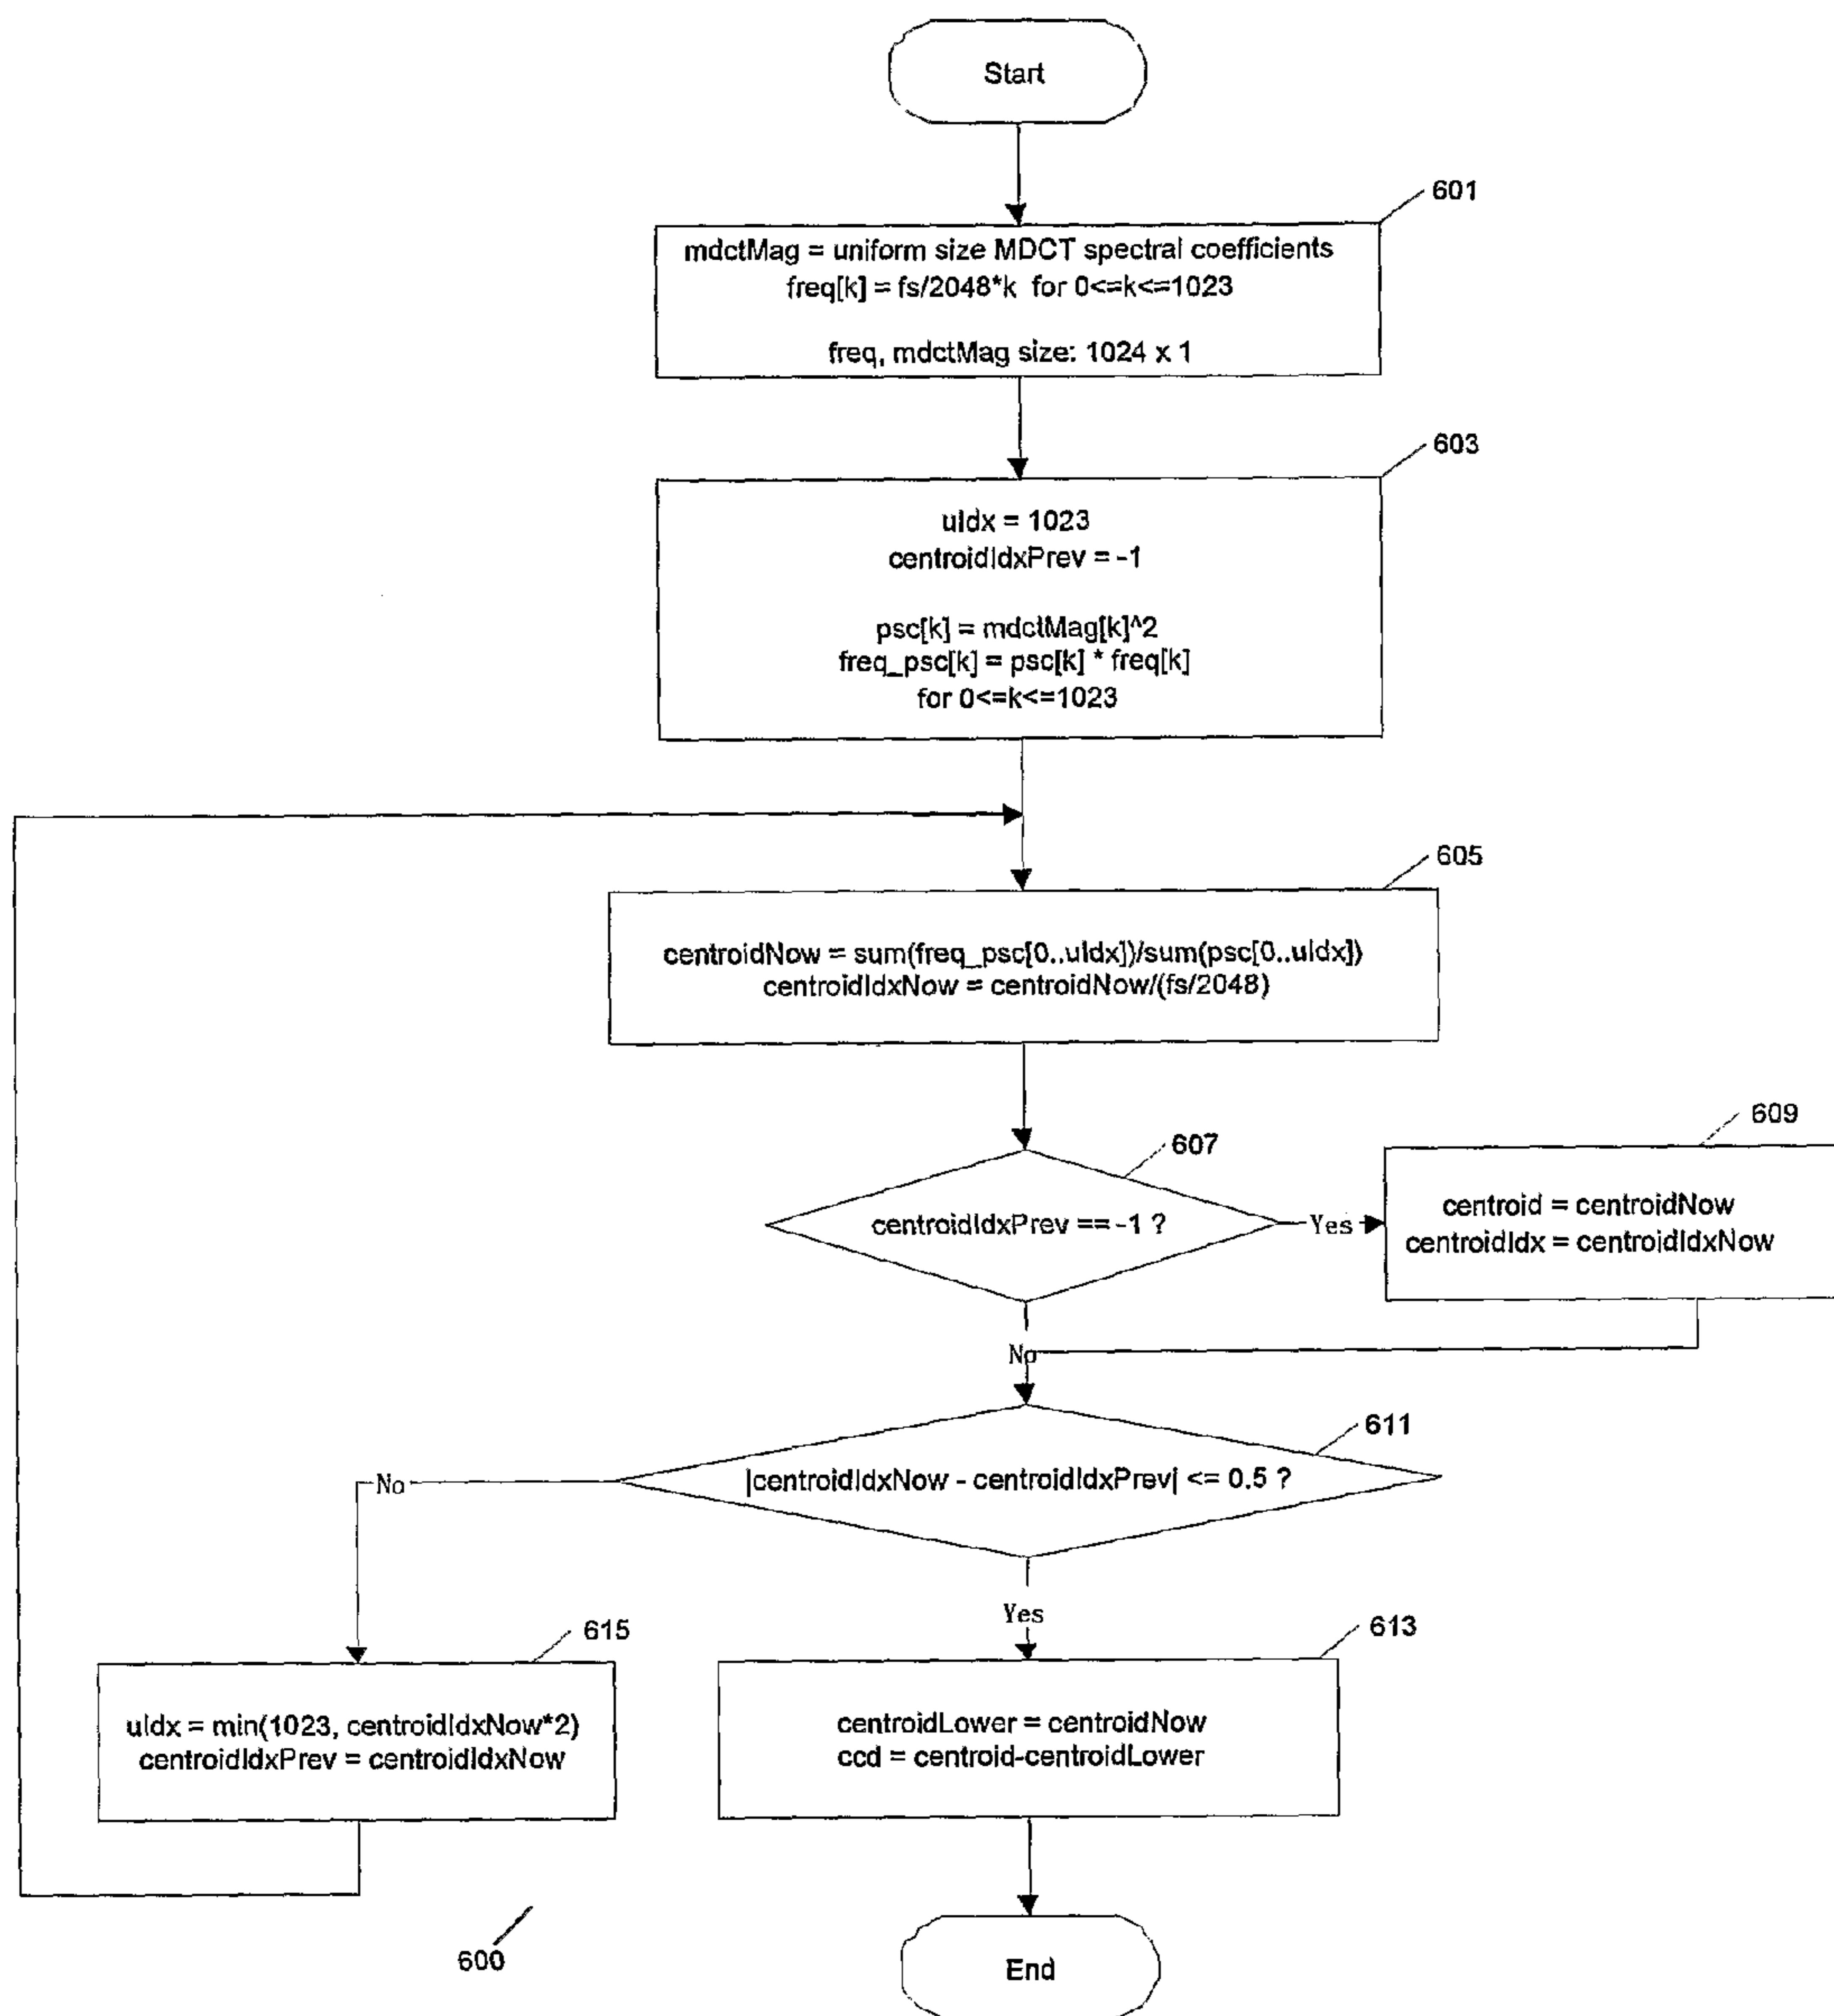 Start
601
mdctMag = uniform size MDCT spectral coefficients
freq[k] = fs/2048*k for 0<=k<=1023
freq, mdctMag size: 1024 x 1
603
uIdx = 1023
centroidIdxPrev = -1
psc[k] = mdctMag[k]^2
freq_psc[k] = psc[k] * freq[k]
for 0<=k<=1023
605
centroidNow = sum(freq_psc[0..uIdx])/sum(psc[0..uIdx])
centroidIdxNow = centroidNow/(fs/2048)
607
centroidIdxPrev == -1 ?
Yes
609
centroid = centroidNow
centroidIdx = centroidIdxNow
No
611
|centroidIdxNow - centroidIdxPrev| <= 0.5 ?
No
Yes
615
uIdx = min(1023, centroidIdxNow*2)
centroidIdxPrev = centroidIdxNow
613
centroidLower = centroidNow
ccd = centroid-centroidLower
600
End